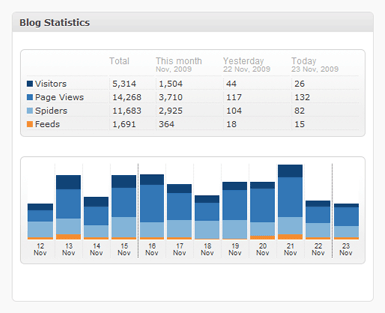 Blog Statistics
Total This month Yesterday Today
Nov, 2009 22 Nov, 2009 23 Nov, 2009
Visitors 5,314 1,504 44 26
Page Views 14,268 3,710 117 132
Spiders 11,683 2,925 104 82
Feeds 1,691 364 18 15
12 13 14 15 16 17 18 19 20 21 22 23
Nov Nov Nov Nov Nov Nov Nov Nov Nov Nov Nov Nov